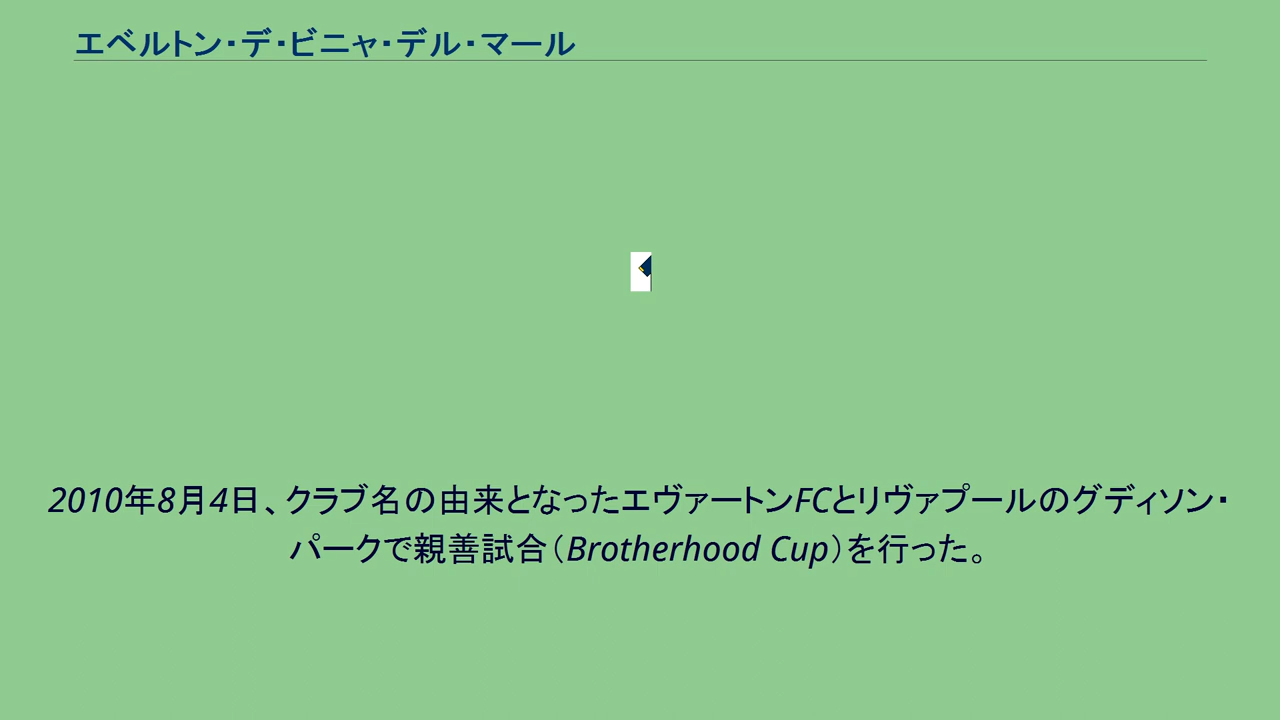 エベルトン・デ・ビニャ・デル・マール
2010年8月4日、クラブ名の由来となったエヴァートンFCとリヴァプールのグディソン・
パークで親善試合（Brotherhood Cup）を行った。